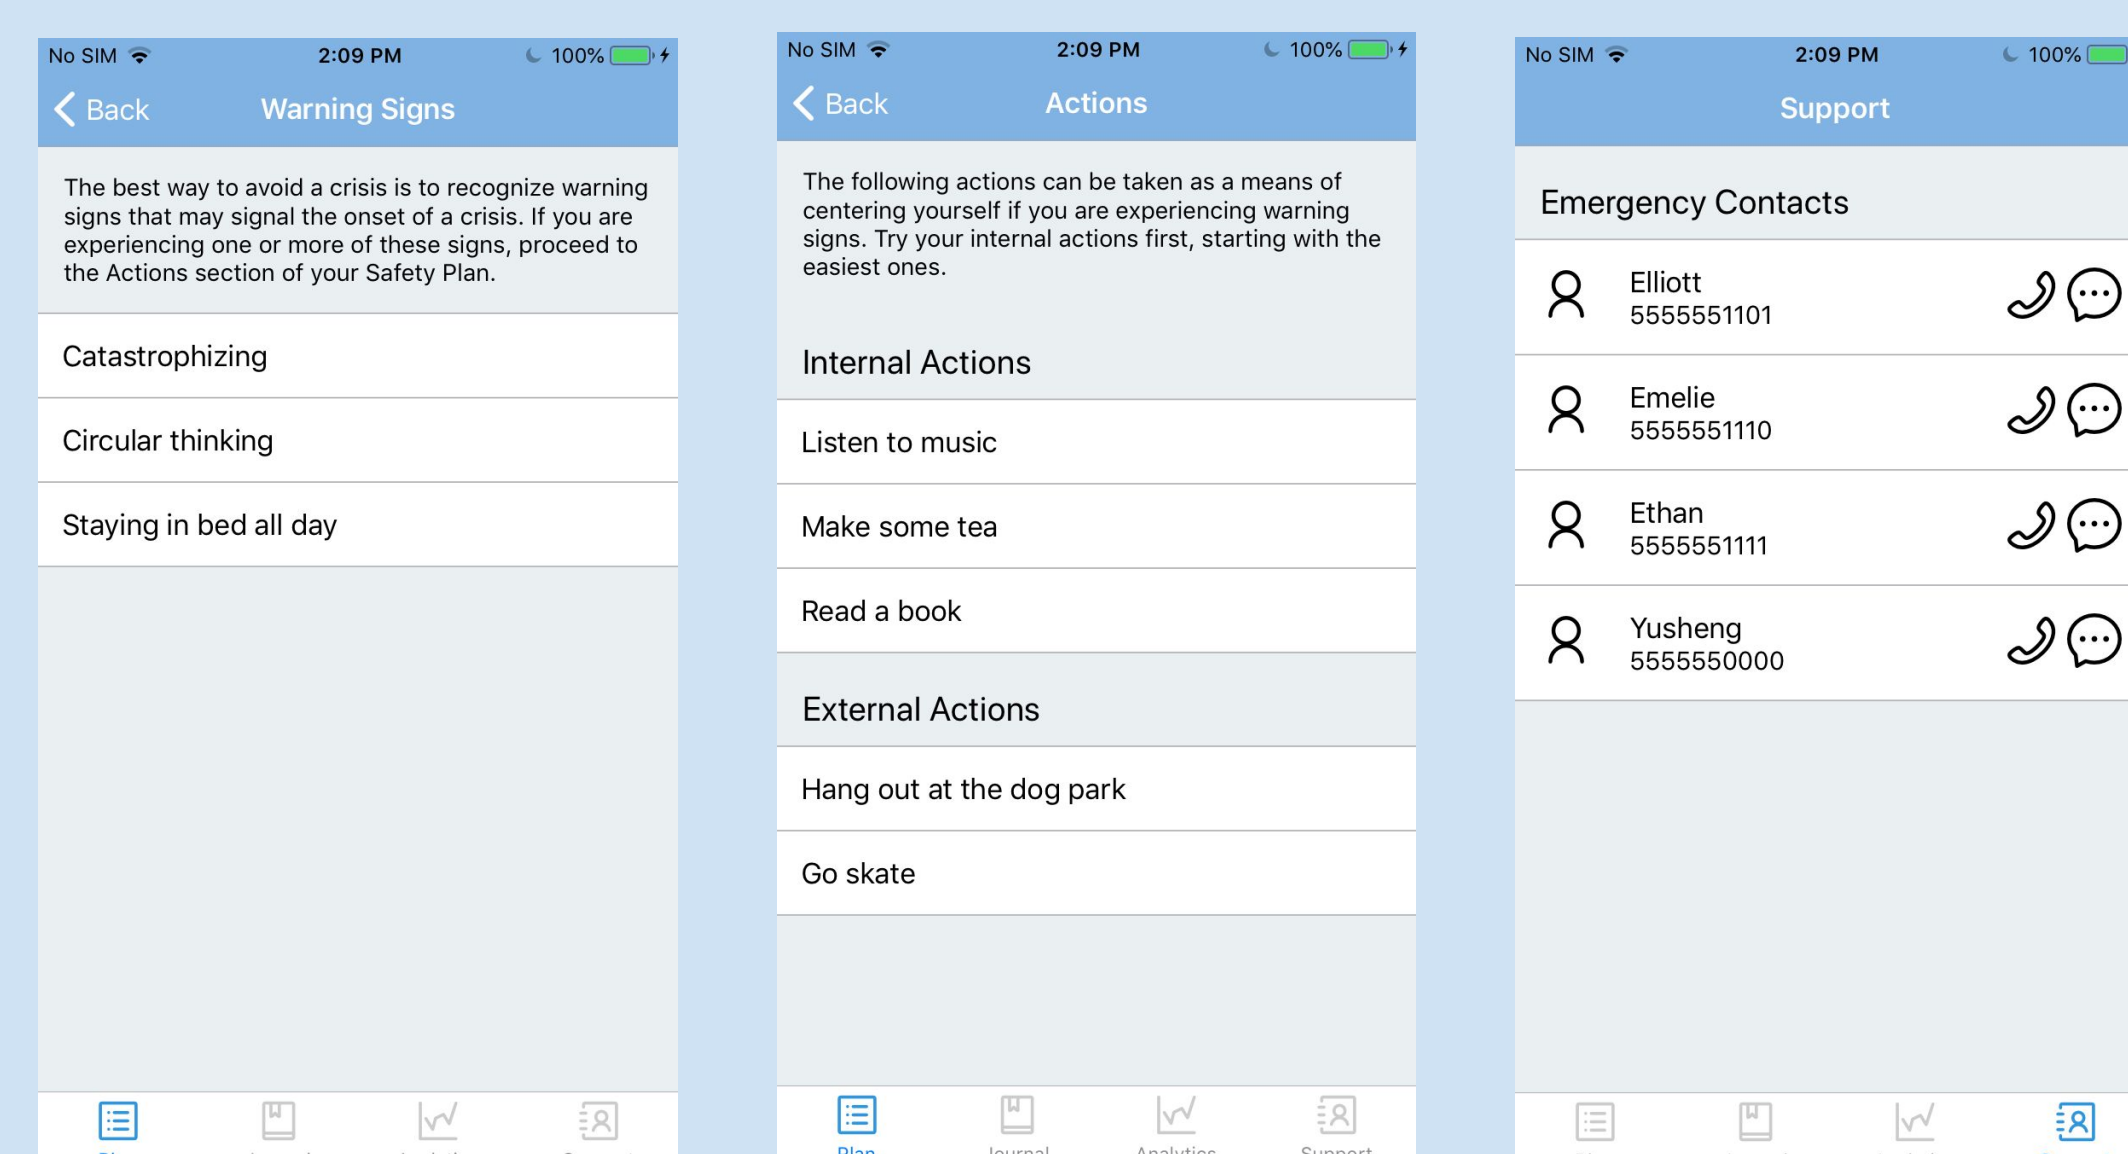 No SIM 2:09 PM 100%
Back Warning Signs
The best way to avoid a crisis is to recognize warning
signs that may signal the onset of a crisis. If you are
experiencing one or more of these signs, proceed to
the Actions section of your Safety Plan.
Catastrophizing
Circular thinking
Staying in bed all day
No SIM 2:09 PM 100%
Back Actions
The following actions can be taken as a means of
centering yourself if you are experiencing warning
signs. Try your internal actions first, starting with the
easiest ones.
Internal Actions
Listen to music
Make some tea
Read a book
External Actions
Hang out at the dog park
Go skate
Plan Journal Analytics Support
No SIM 2:09 PM 100%
Support
Emergency Contacts
Elliott
5555551101
Emelie
5555551110
Ethan
5555551111
Yusheng
5555550000